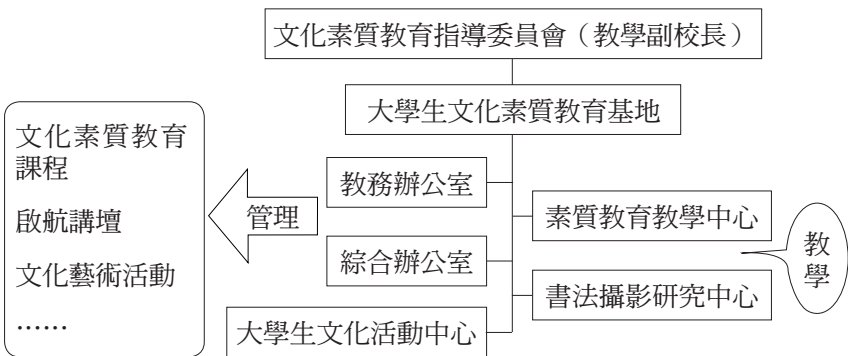 文化素質教育指導委員會（教學副校長）
大學生文化素質教育基地
文化素質教育
課程
啟航講壇
文化藝術活動
……
管理
教務辦公室
綜合辦公室
大學生文化活動中心
素質教育教學中心
書法攝影研究中心
教
學